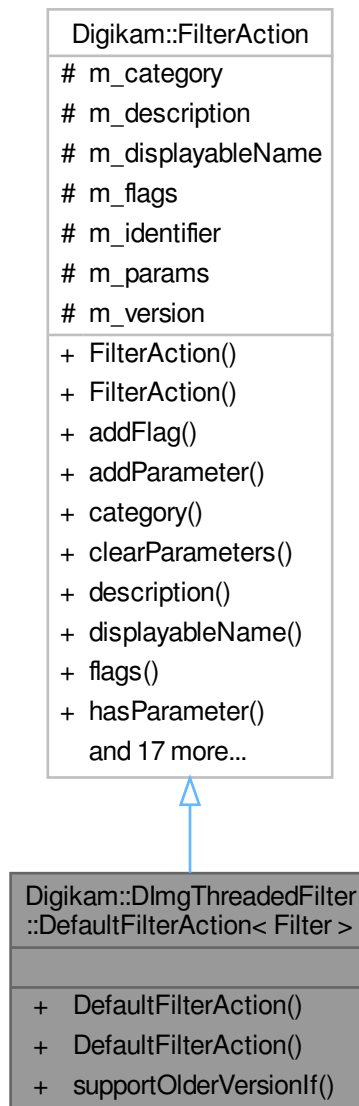 Digikam::FilterAction
# m_category
# m_description
# m_displayableName
# m_flags
# m_identifier
# m_params
# m_version
+ FilterAction()
+ FilterAction()
+ addFlag()
+ addParameter()
+ category()
+ clearParameters()
+ description()
+ displayableName()
+ flags()
+ hasParameter()
and 17 more...
Digikam::DImgThreadedFilter
::DefaultFilterAction< Filter >
+ DefaultFilterAction()
+ DefaultFilterAction()
+ supportOlderVersionIf()